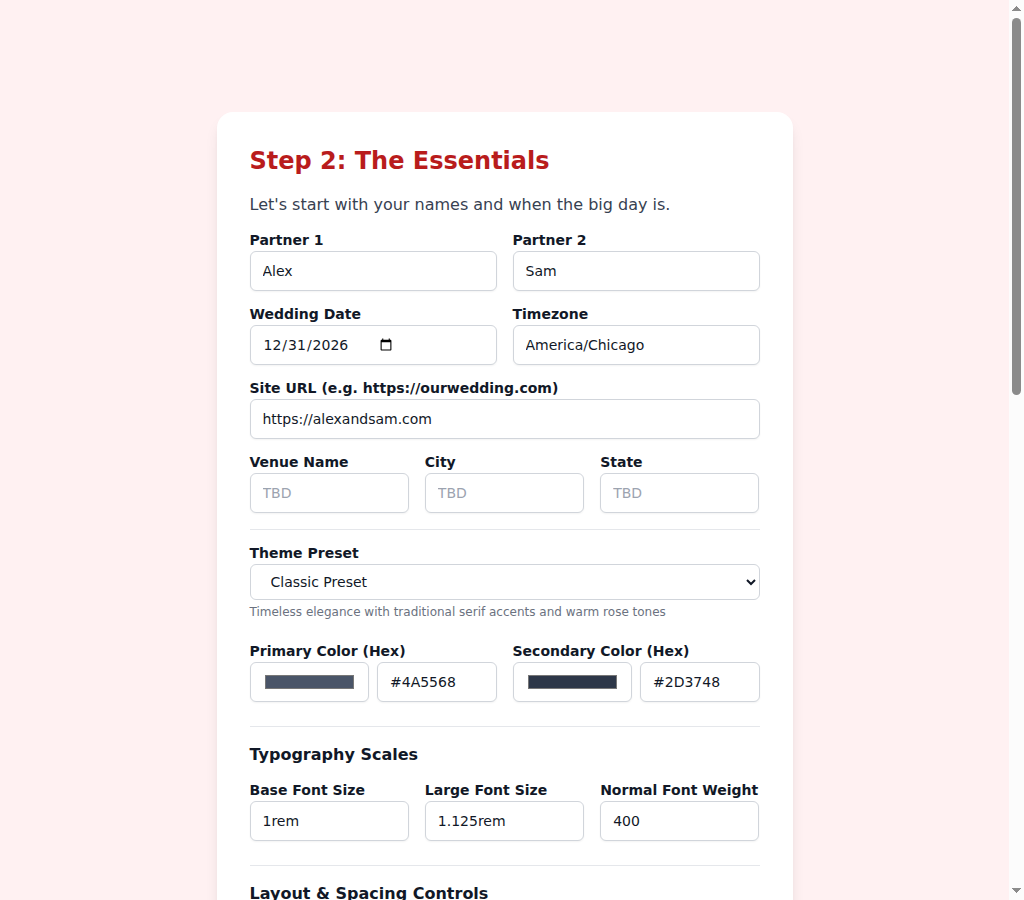 Step 2: The Essentials
Let's start with your names and when the big day is.
Partner 1 Partner 2
Alex Sam
Wedding Date Timezone
12/31/2026 America/Chicago
Site URL (e.g. https://ourwedding.com)
https://alexandsam.com
Venue Name City State
TBD TBD TBD
Theme Preset
Classic Preset
Timeless elegance with traditional serif accents and warm rose tones
Primary Color (Hex) Secondary Color (Hex)
#4A5568 #2D3748
Typography Scales
Base Font Size Large Font Size Normal Font Weight
1rem 1.125rem 400
Layout & Spacing Controls